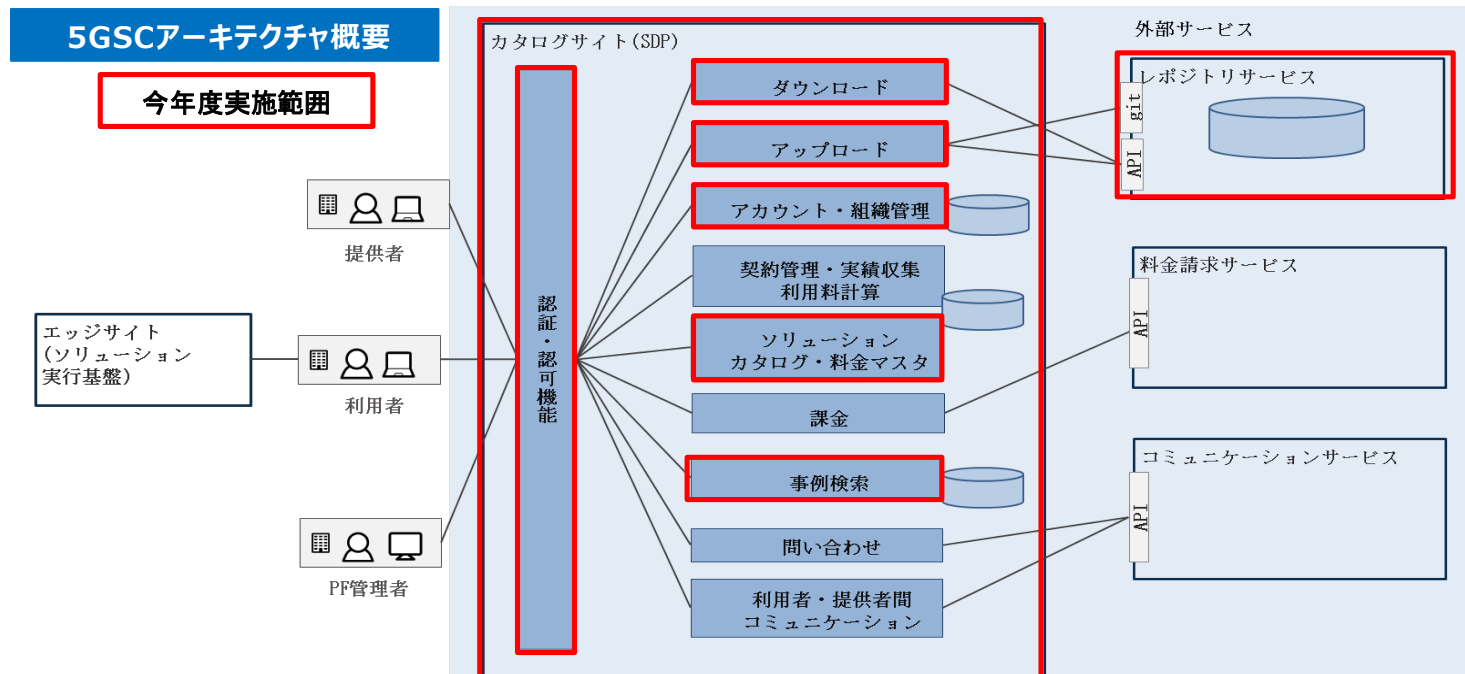 5GSCアーキテクチャ概要
今年度実施範囲
カタログサイト(SDP)
外部サービス
提供者
エッジサイト
(ソリューション
実行基盤)
利用者
PF管理者
認証・認可機能
ダウンロード
アップロード
アカウント・組織管理
契約管理・実績収集
利用料計算
ソリューション
カタログ・料金マスタ
課金
事例検索
問い合わせ
利用者・提供者間
コミュニケーション
レポジトリサービス
git
API
料金請求サービス
API
コミュニケーションサービス
API